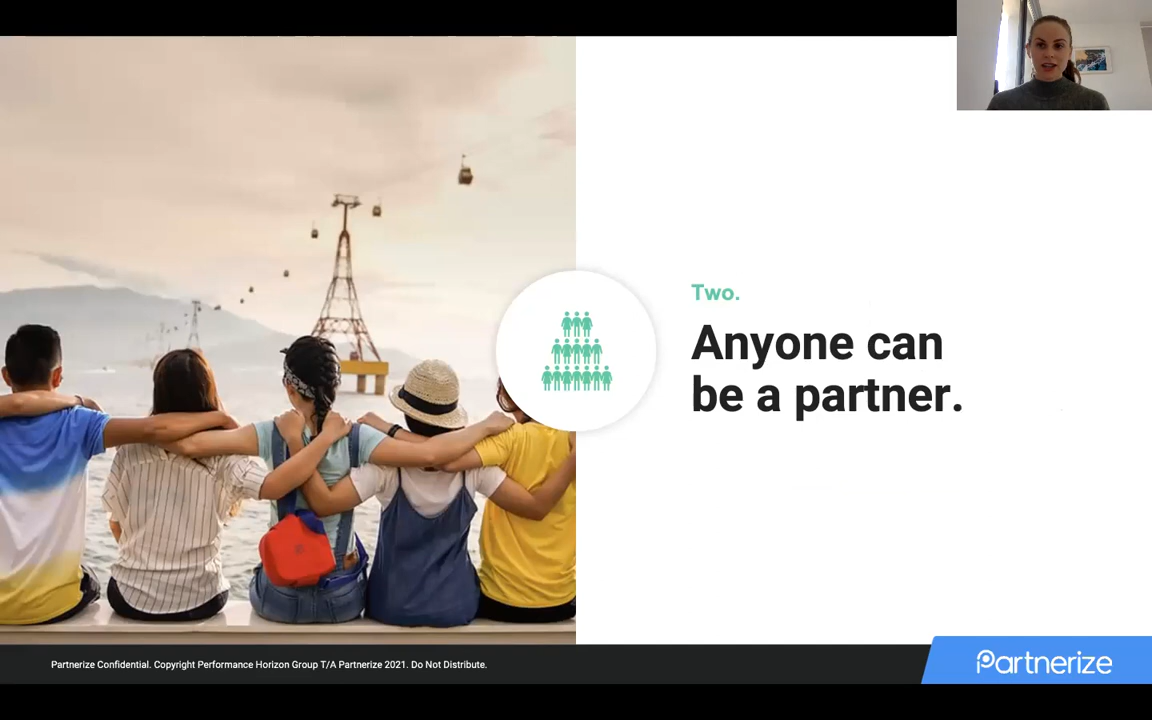 Two.
Anyone can
be a partner.
Partnerize Confidential. Copyright Performance Horizon Group T/A Partnerize 2021. Do Not Distribute.
Partnerize